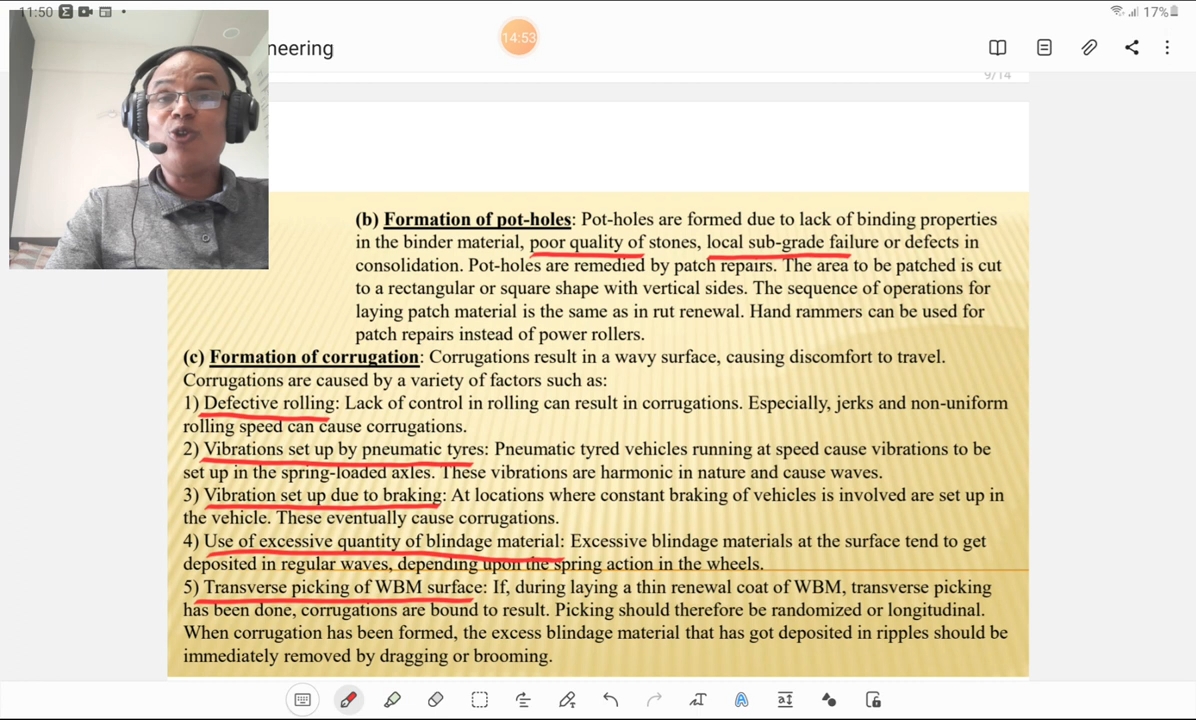 11:50
17%
neering
14:53
9/14
(b) Formation of pot-holes: Pot-holes are formed due to lack of binding properties
in the binder material, poor quality of stones, local sub-grade failure or defects in
consolidation. Pot-holes are remedied by patch repairs. The area to be patched is cut
to a rectangular or square shape with vertical sides. The sequence of operations for
laying patch material is the same as in rut renewal. Hand rammers can be used for
patch repairs instead of power rollers.
(c) Formation of corrugation: Corrugations result in a wavy surface, causing discomfort to travel.
Corrugations are caused by a variety of factors such as:
1) Defective rolling: Lack of control in rolling can result in corrugations. Especially, jerks and non-uniform
rolling speed can cause corrugations.
2) Vibrations set up by pneumatic tyres: Pneumatic tyred vehicles running at speed cause vibrations to be
set up in the spring-loaded axles. These vibrations are harmonic in nature and cause waves.
3) Vibration set up due to braking: At locations where constant braking of vehicles is involved are set up in
the vehicle. These eventually cause corrugations.
4) Use of excessive quantity of blindage material: Excessive blindage materials at the surface tend to get
deposited in regular waves, depending upon the spring action in the wheels.
5) Transverse picking of WBM surface: If, during laying a thin renewal coat of WBM, transverse picking
has been done, corrugations are bound to result. Picking should therefore be randomized or longitudinal.
When corrugation has been formed, the excess blindage material that has got deposited in ripples should be
immediately removed by dragging or brooming.